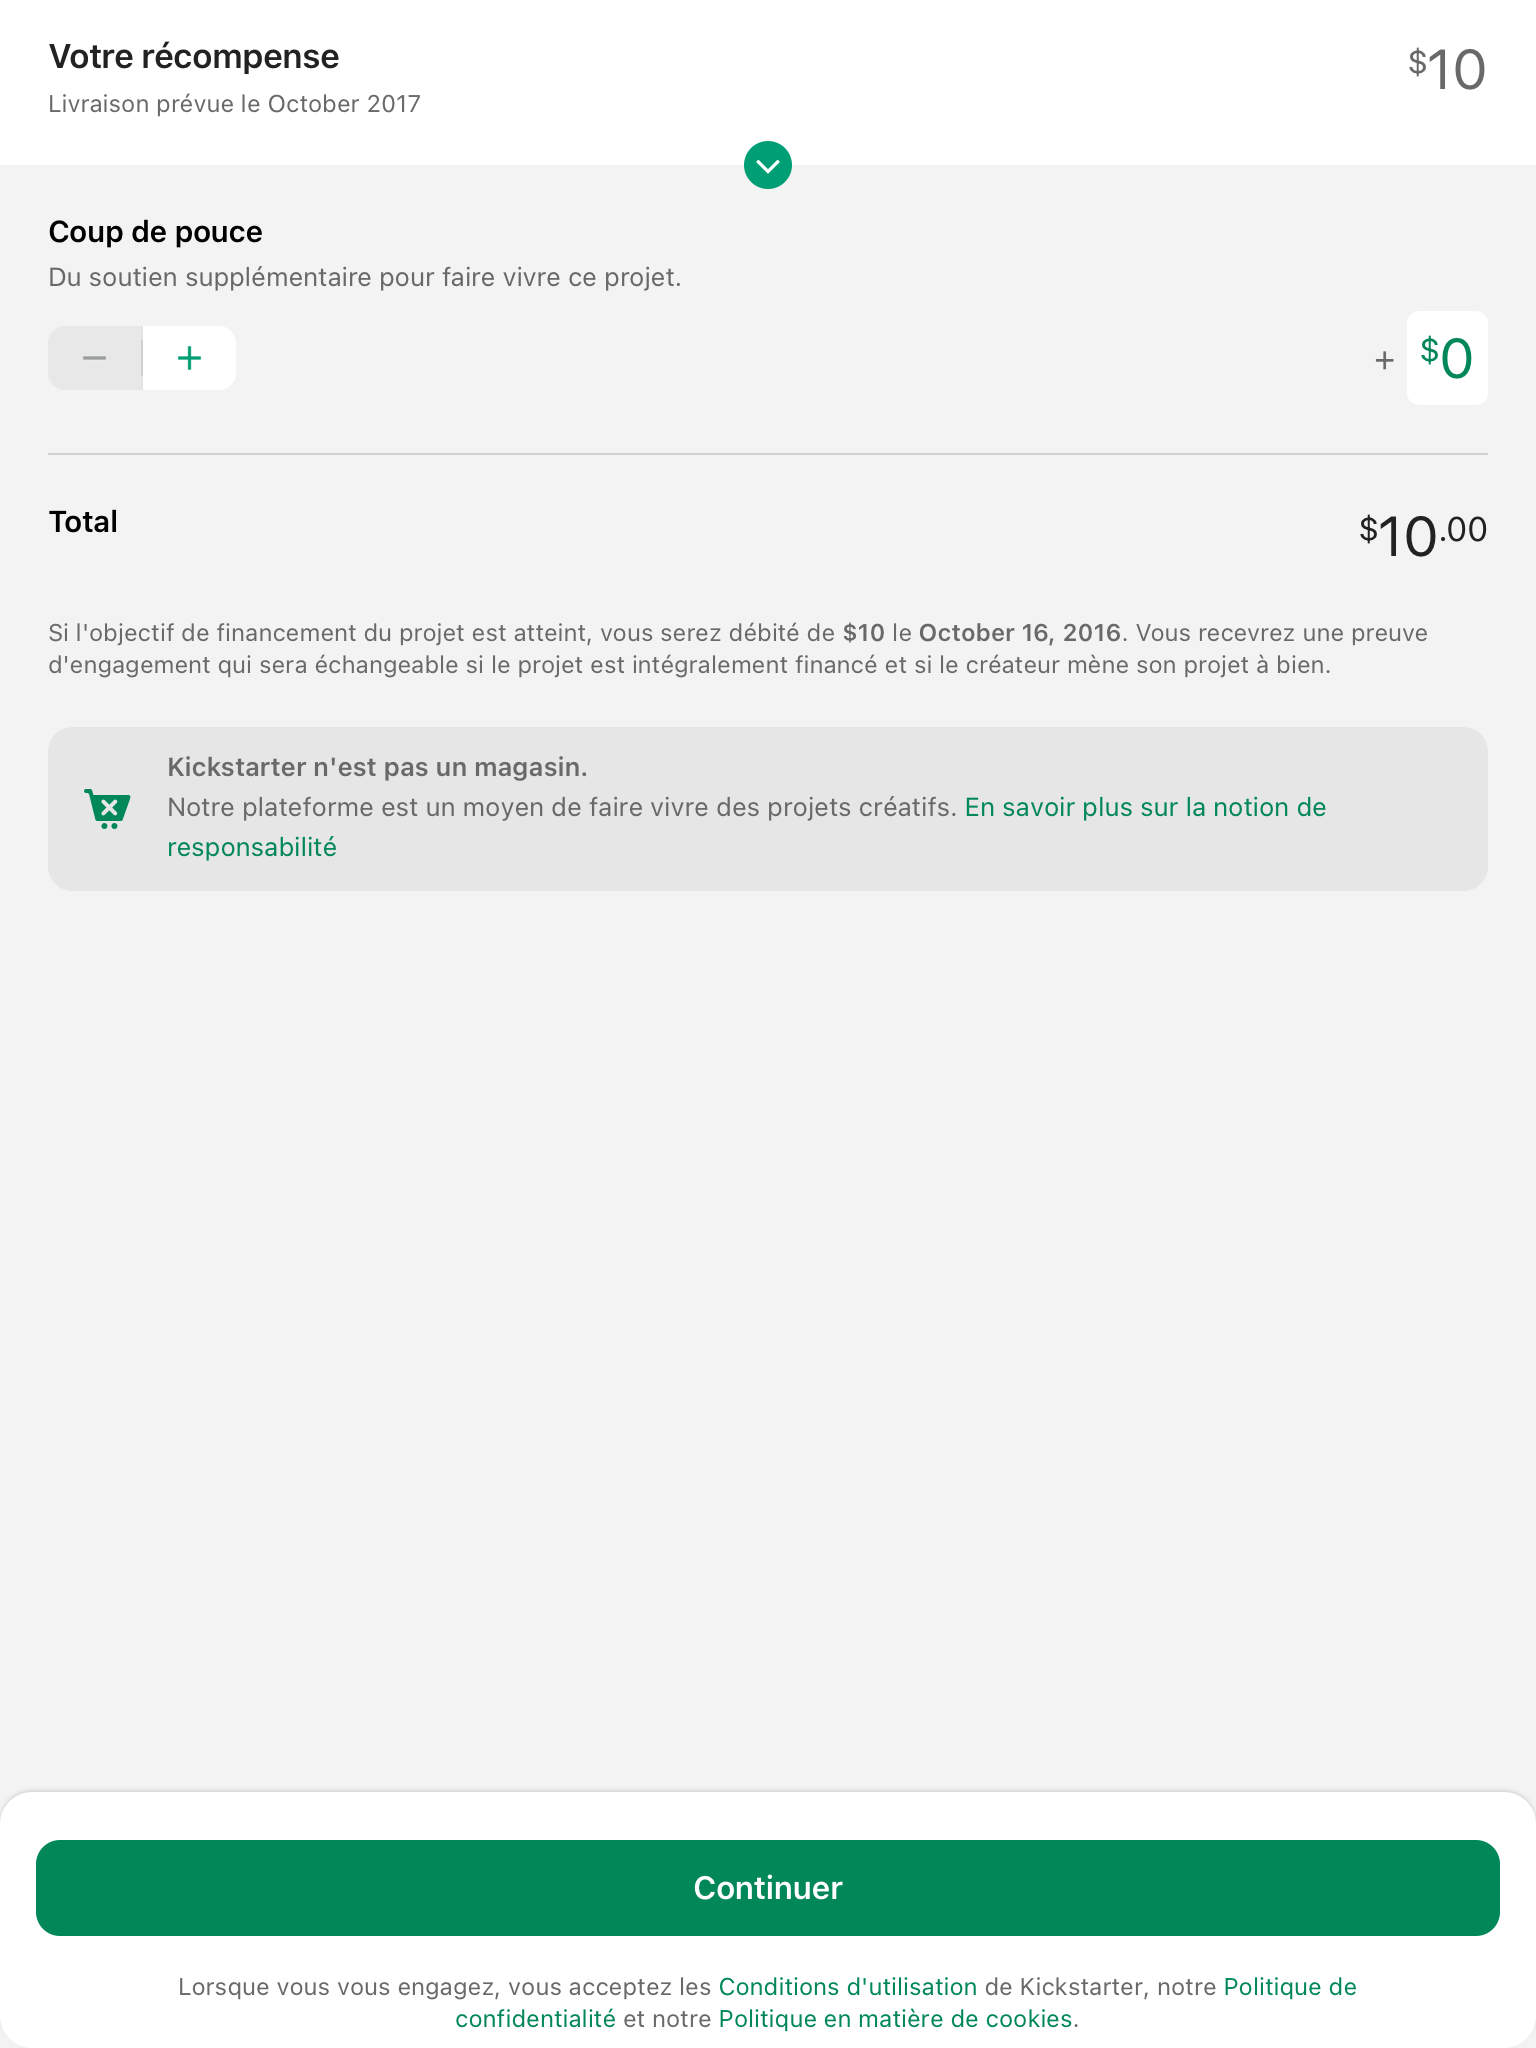 Votre récompense
$10
Livraison prévue le October 2017
Coup de pouce
Du soutien supplémentaire pour faire vivre ce projet.
− + + $0
Total
$10.00
Si l'objectif de financement du projet est atteint, vous serez débité de $10 le October 16, 2016. Vous recevrez une preuve
d'engagement qui sera échangeable si le projet est intégralement financé et si le créateur mène son projet à bien.
Kickstarter n'est pas un magasin.
Notre plateforme est un moyen de faire vivre des projets créatifs. En savoir plus sur la notion de
responsabilité
Continuer
Lorsque vous vous engagez, vous acceptez les Conditions d'utilisation de Kickstarter, notre Politique de
confidentialité et notre Politique en matière de cookies.